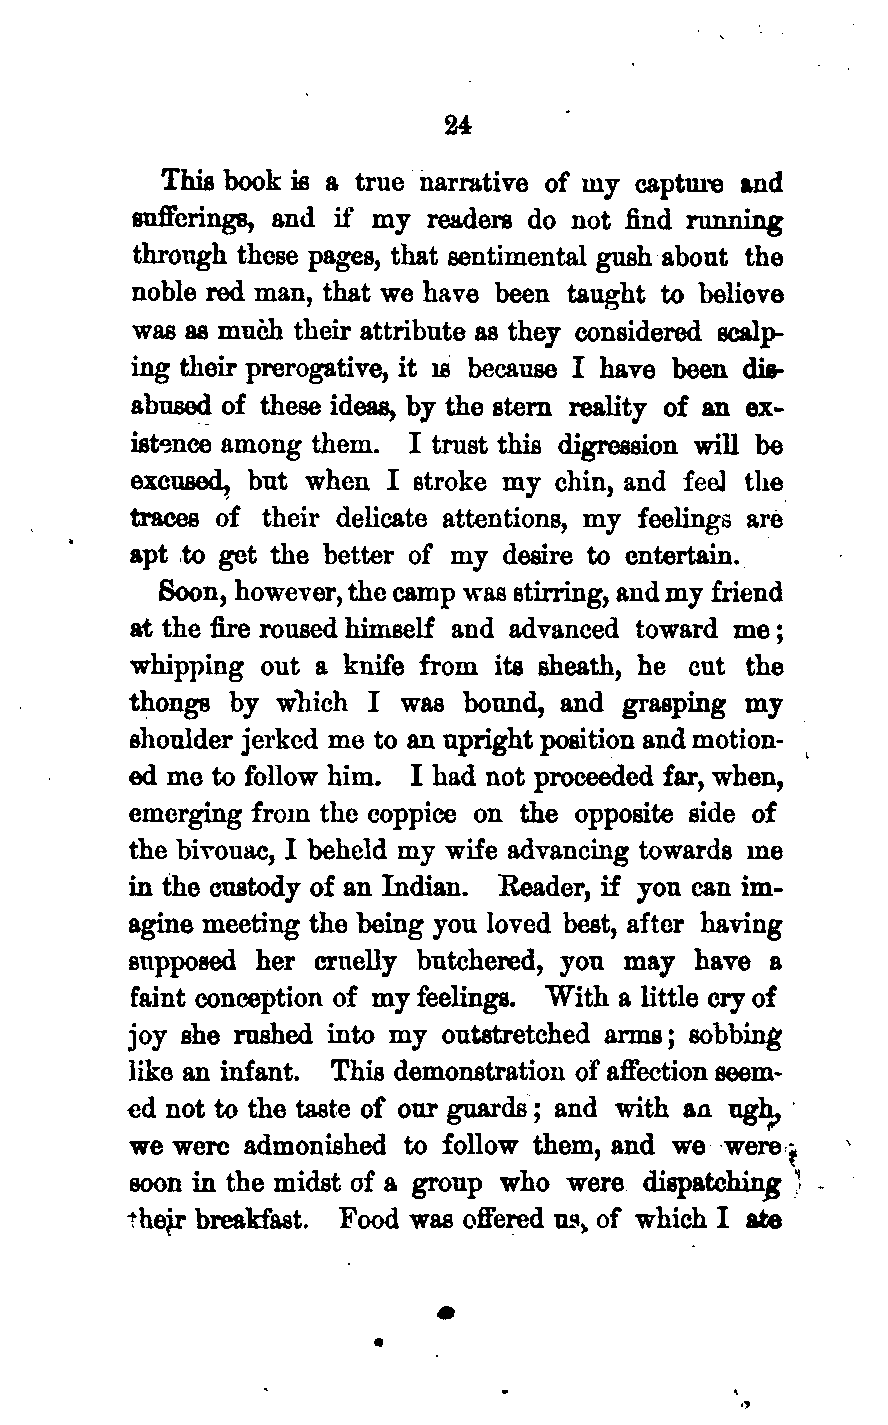 24
This book is a true narrative of my capture and
sufferings, and if my readers do not find running
through these pages, that sentimental gush about the
noble red man, that we have been taught to believe
was as much their attribute as they considered scalp-
ing their prerogative, it is because I have been dis-
abused of these ideas, by the stern reality of an ex-
istence among them. I trust this digression will be
excused, but when I stroke my chin, and feel the
traces of their delicate attentions, my feelings are
apt to get the better of my desire to entertain.
Soon, however, the camp was stirring, and my friend
at the fire roused himself and advanced toward me;
whipping out a knife from its sheath, he cut the
thongs by which I was bound, and grasping my
shoulder jerked me to an upright position and motion-
ed me to follow him. I had not proceeded far, when,
emerging from the coppice on the opposite side of
the bivouac, I beheld my wife advancing towards me
in the custody of an Indian. Reader, if you can im-
agine meeting the being you loved best, after having
supposed her cruelly butchered, you may have a
faint conception of my feelings. With a little cry of
joy she rushed into my outstretched arms; sobbing
like an infant. This demonstration of affection seem-
ed not to the taste of our guards; and with an ugh,
we were admonished to follow them, and we were
soon in the midst of a group who were dispatching
their breakfast. Food was offered us, of which I ate